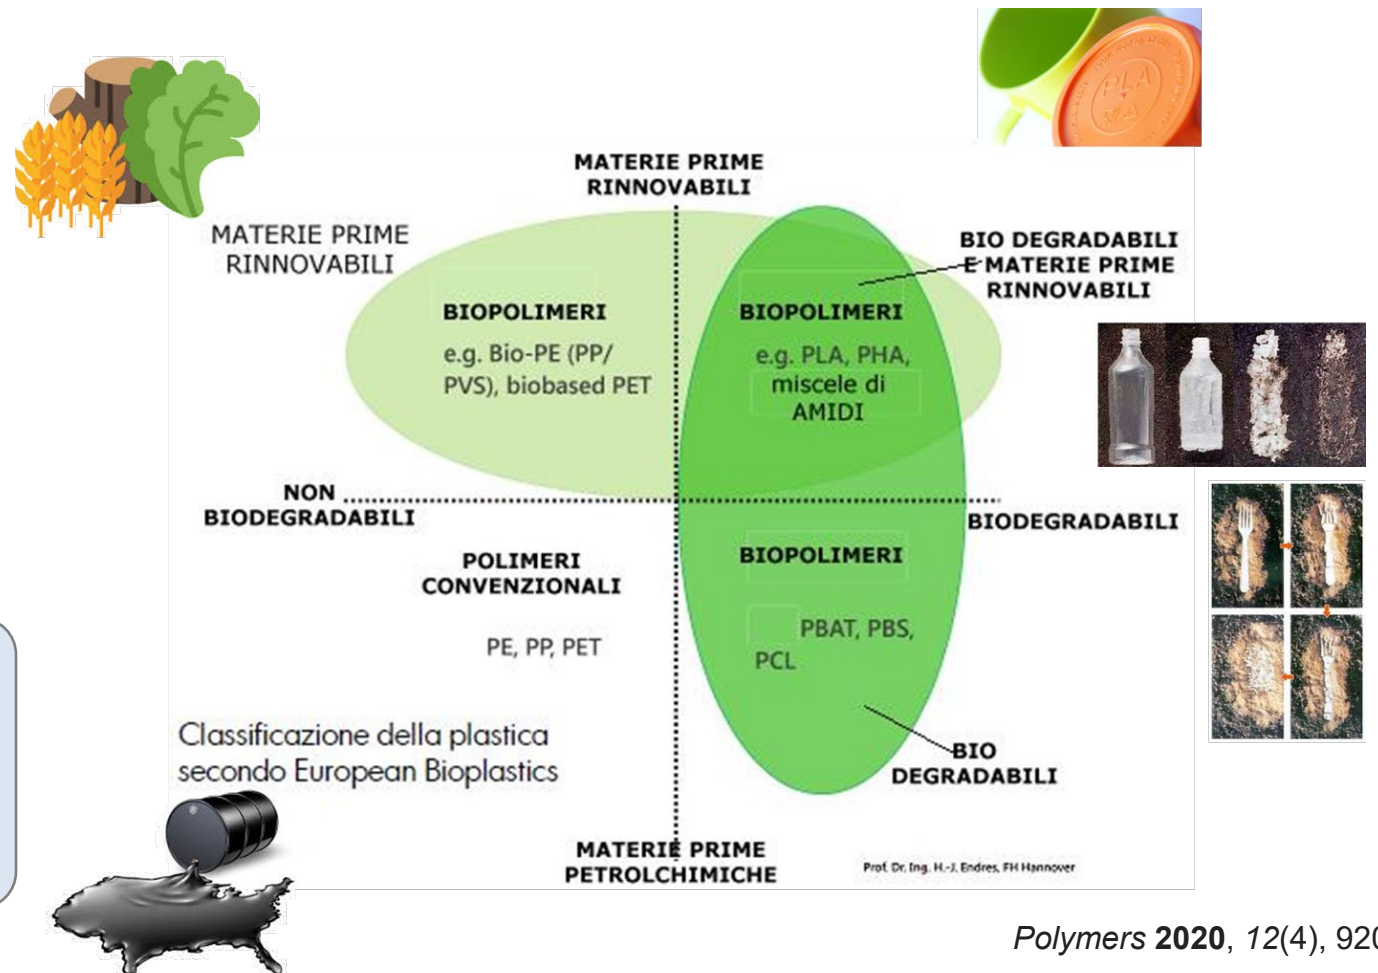 PLA
MATERIE PRIME
RINNOVABILI
MATERIE PRIME
RINNOVABILI
BIO DEGRADABILI
E MATERIE PRIME
RINNOVABILI
BIOPOLIMERI
e.g. Bio-PE (PP/
PVS), biobased PET
BIOPOLIMERI
e.g. PLA, PHA,
miscele di
AMIDI
NON
BIODEGRADABILI
BIODEGRADABILI
POLIMERI
CONVENZIONALI
PE, PP, PET
BIOPOLIMERI
PBAT, PBS,
PCL
Classificazione della plastica
secondo European Bioplastics
BIO
DEGRADABILI
MATERIE PRIME
PETROLCHIMICHE
Prof. Dr. Ing. H.-J. Endres, FH Hannover
Polymers 2020, 12(4), 920